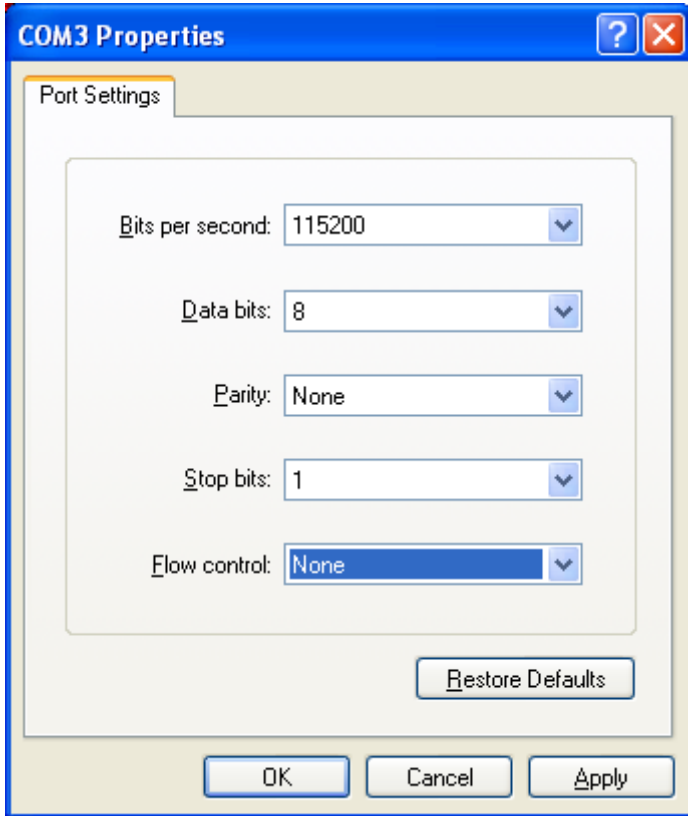 COM3 Properties
Port Settings
Bits per second: 115200
Data bits: 8
Parity: None
Stop bits: 1
Flow control: None
Restore Defaults
OK Cancel Apply